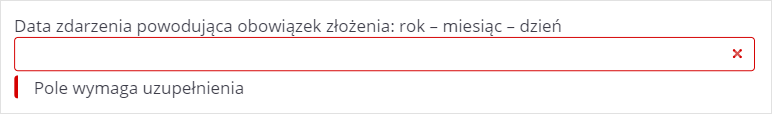 Data zdarzenia powodująca obowiązek złożenia: rok – miesiąc – dzień
Pole wymaga uzupełnienia